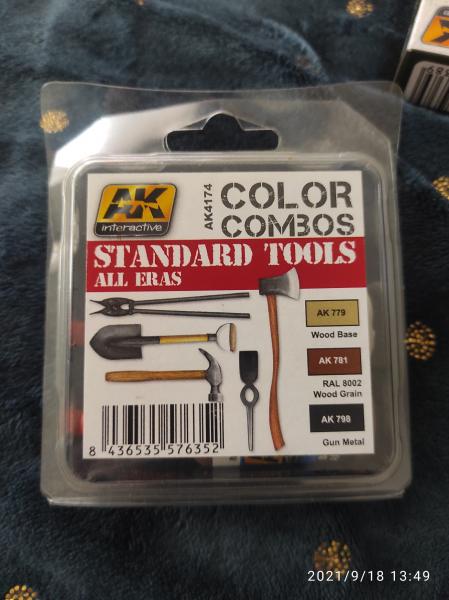 AK
interactive
AK4174
COLOR
COMBOS
STANDARD TOOLS
ALL ERAS
AK 779
Wood Base
AK 781
RAL 8002
Wood Grain
AK 798
Gun Metal
8 436535 576352
2021/9/18 13:49